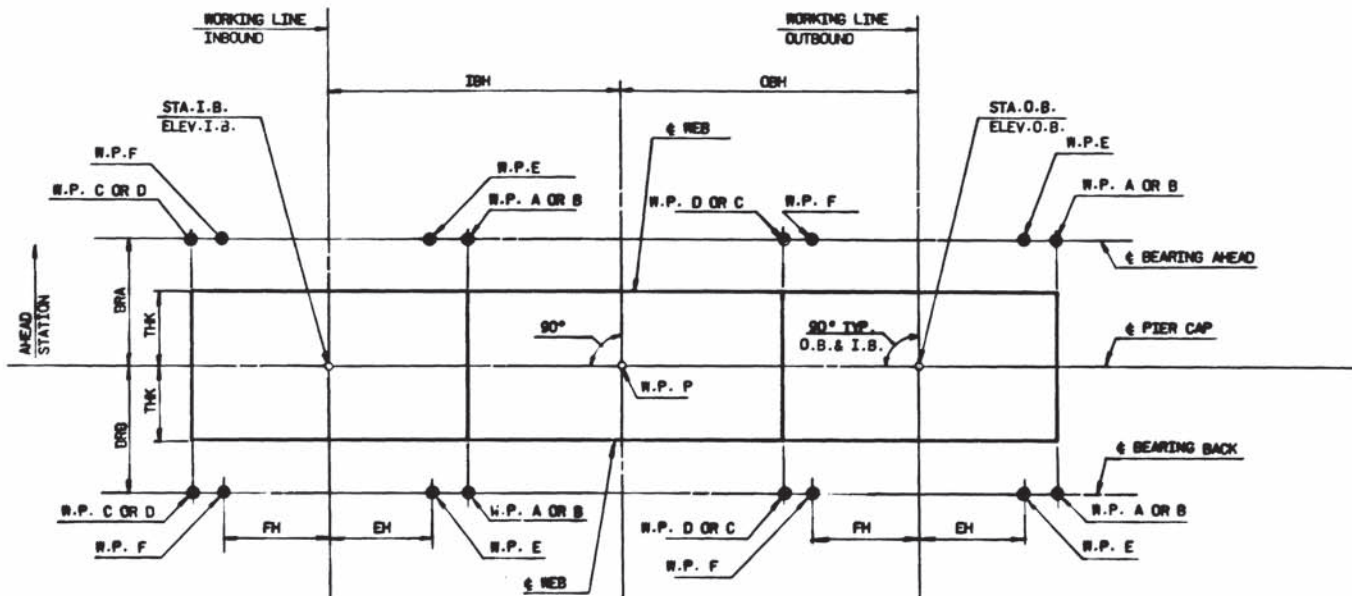 WORKING LINE
INBOUND
WORKING LINE
OUTBOUND
IBH
OBH
STA.I.B.
ELEV.I.B.
℄ WEB
STA.O.B.
ELEV.O.B.
W.P.F
W.P.E
W.P.E
W.P. C OR D
W.P. A OR B
W.P. D OR C
W.P. F
W.P. A OR B
℄ BEARING AHEAD
AHEAD
STATION
BRA
THK
90°
90° TYP.
O.B.& I.B.
℄ PIER CAP
THK
W.P. P
℄ BEARING BACK
W.P. C OR D
W.P. A OR B
W.P. D OR C
W.P. A OR B
FH
EH
FH
EH
W.P. F
W.P. E
W.P. F
W.P. E
℄ WEB